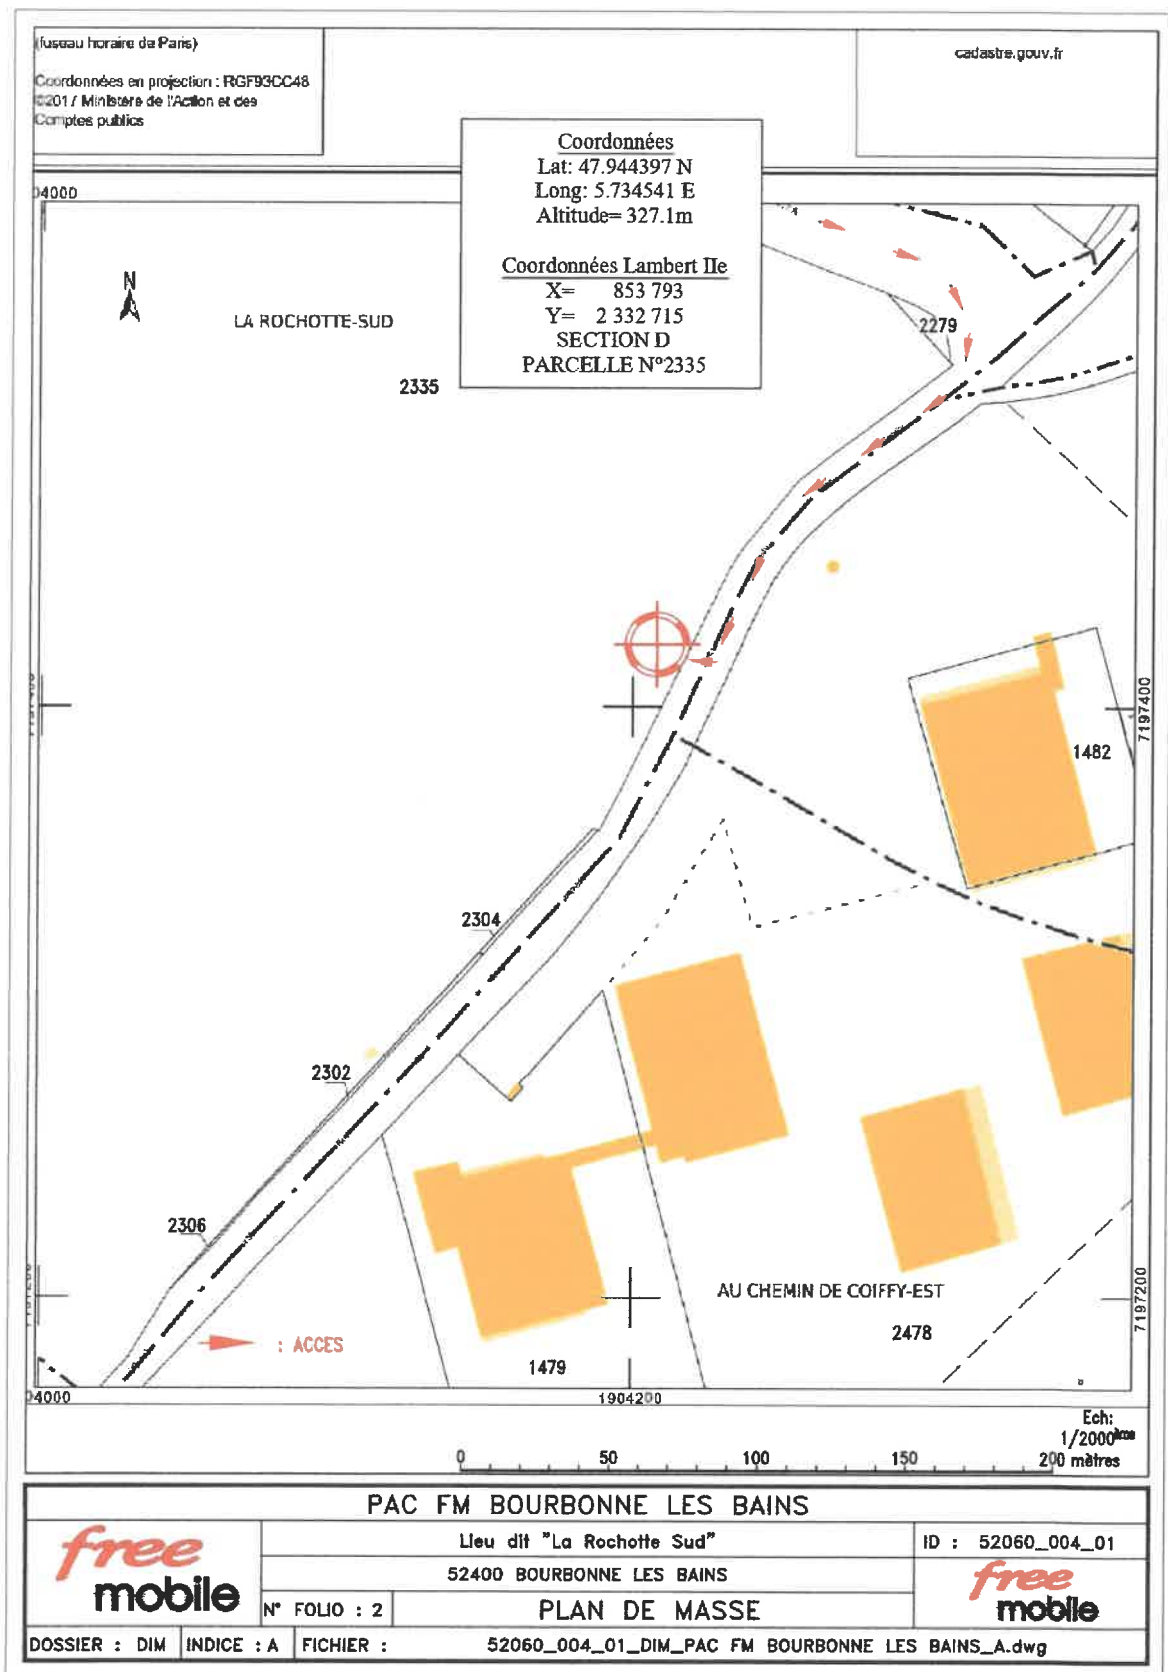 (fuseau horaire de Paris)
Coordonnées en projection : RGF93CC48
©2017 Ministère de l'Action et des
Comptes publics
cadastre.gouv.fr
Coordonnées
Lat: 47.944397 N
Long: 5.734541 E
Altitude= 327.1m
Coordonnées Lambert IIe
X= 853 793
Y= 2 332 715
SECTION D
PARCELLE N°2335
04000
N
LA ROCHOTTE-SUD
2335
2279
7197400
1482
2304
2302
2306
AU CHEMIN DE COIFFY-EST
2478
7197200
: ACCES
1479
04000
1904200
Ech:
1/2000ème
0 50 100 150 200 mètres
PAC FM BOURBONNE LES BAINS
free mobile
Lieu dit "La Rochotte Sud"
ID : 52060_004_01
52400 BOURBONNE LES BAINS
free mobile
N° FOLIO : 2
PLAN DE MASSE
DOSSIER : DIM
INDICE : A
FICHIER : 52060_004_01_DIM_PAC FM BOURBONNE LES BAINS_A.dwg